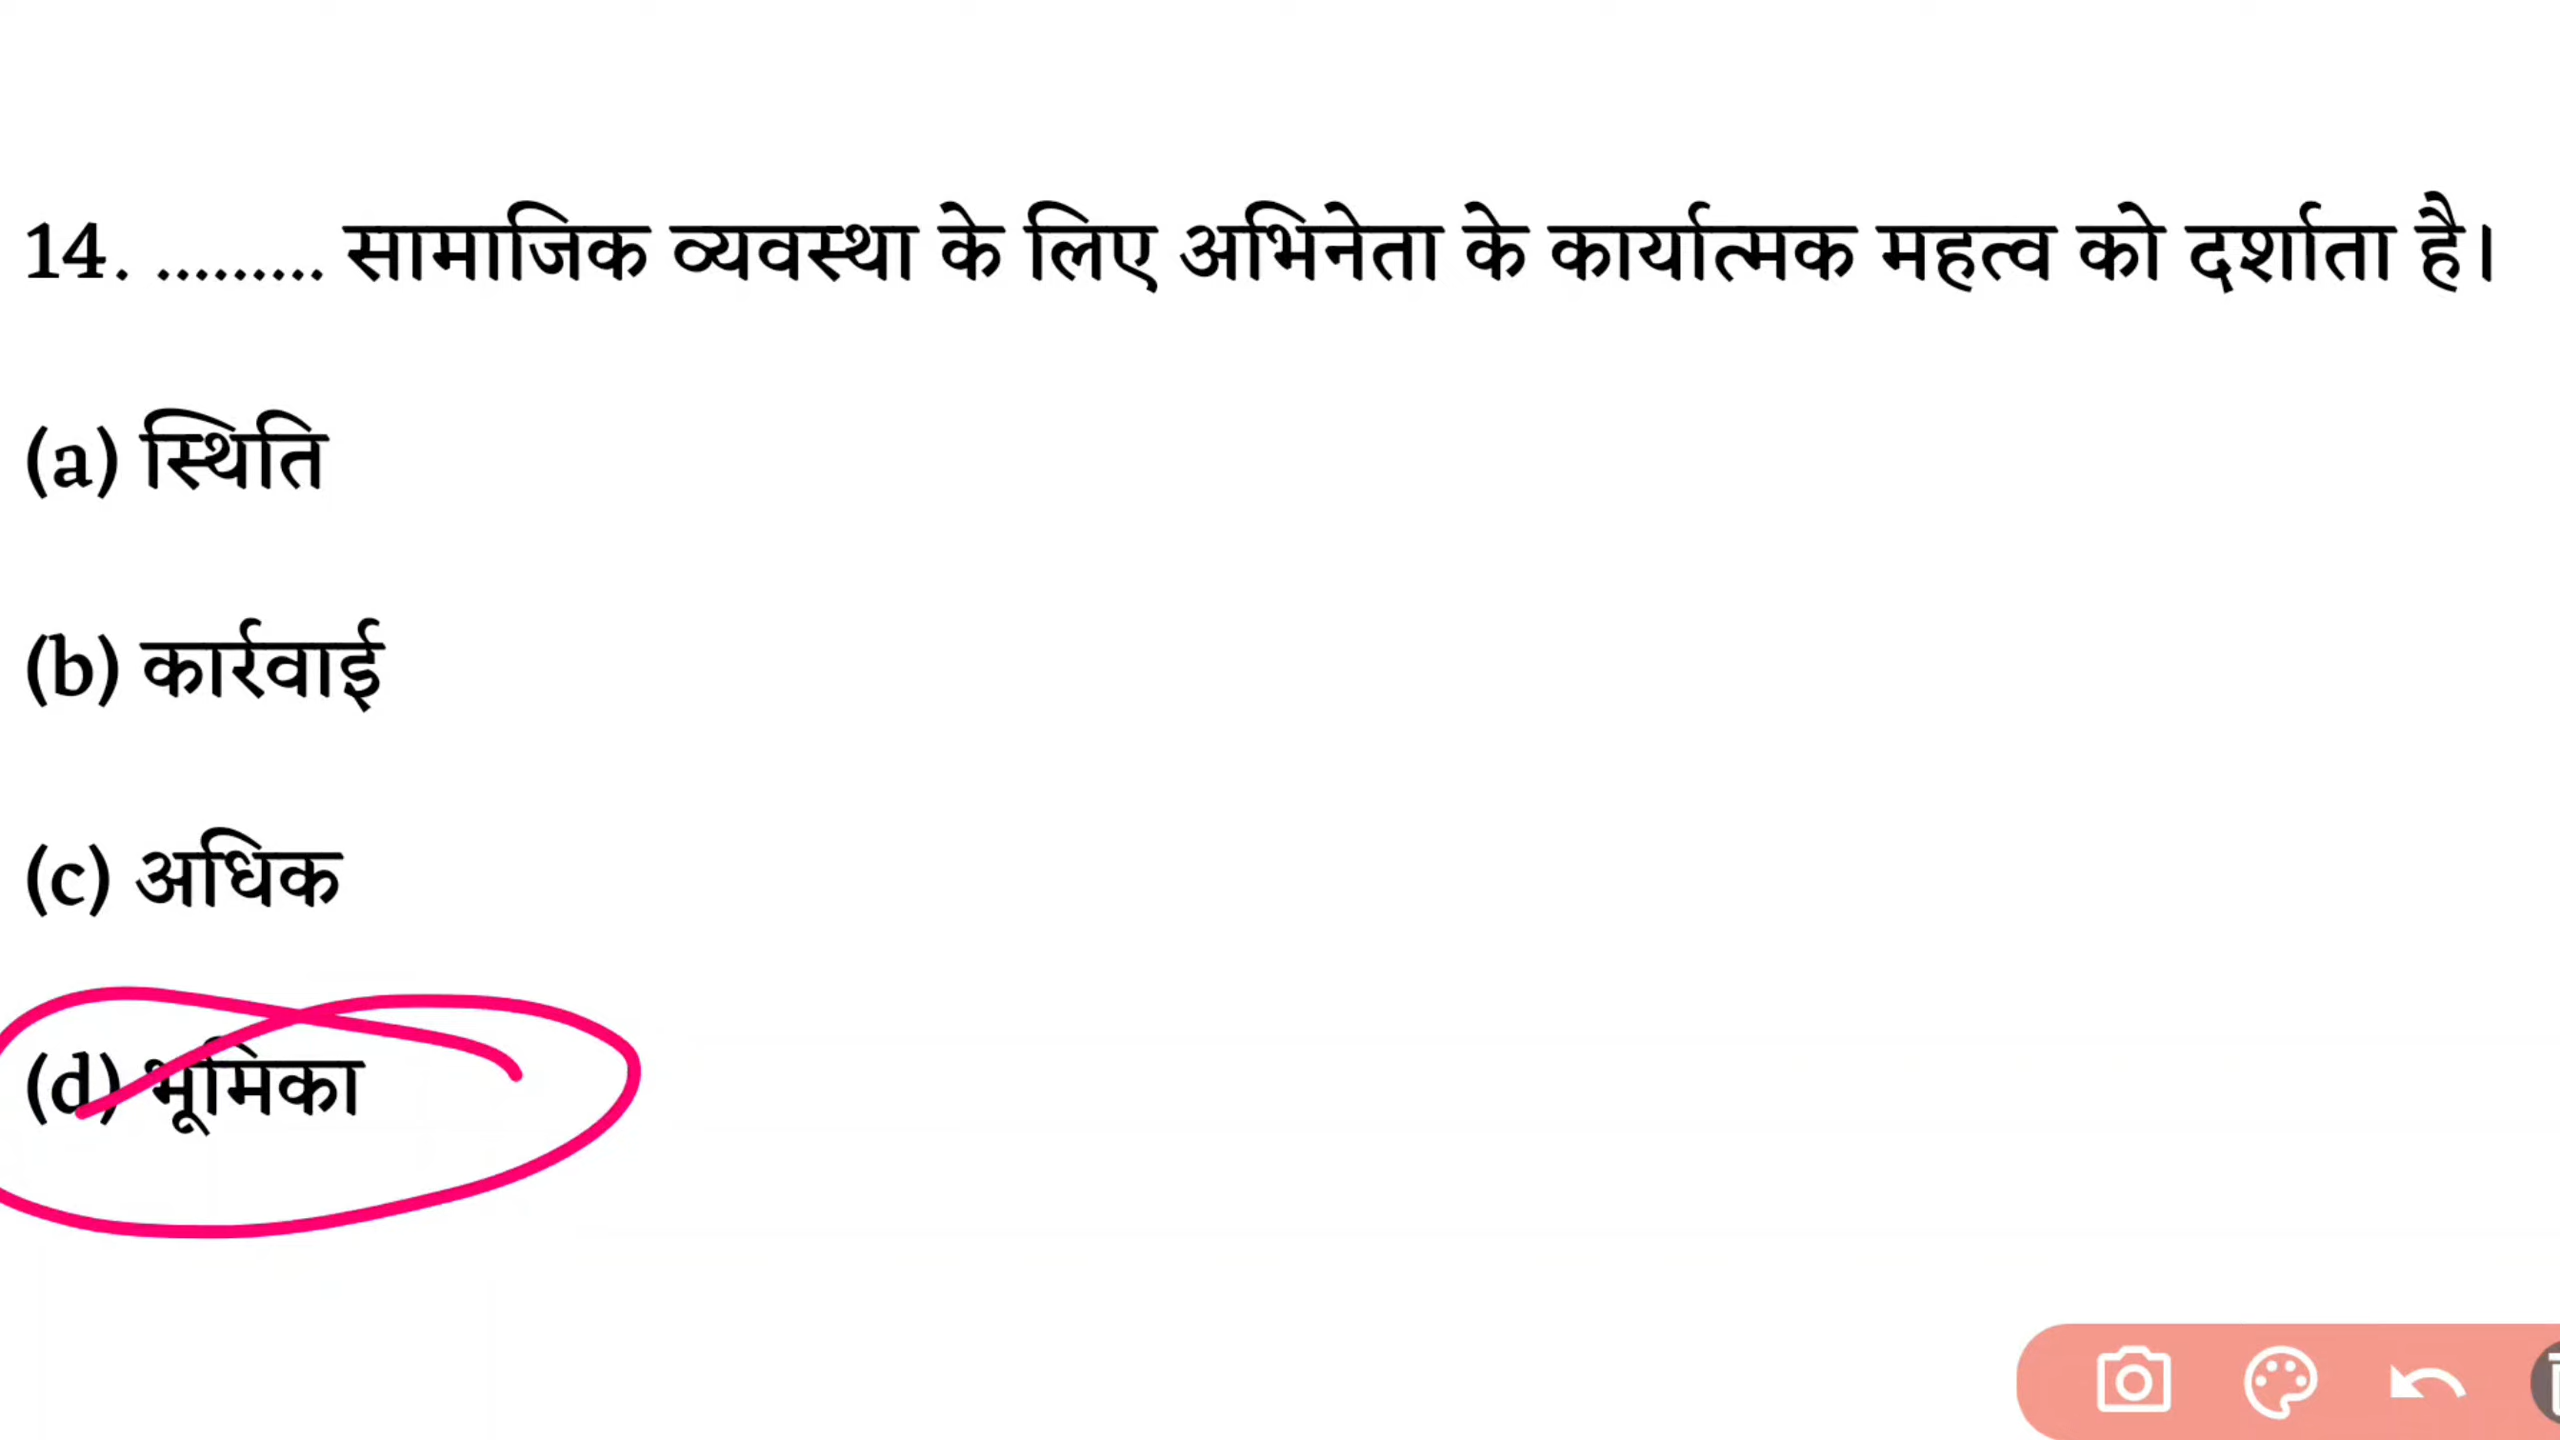 14. ......... सामाजिक व्यवस्था के लिए अभिनेता के कार्यात्मक महत्व को दर्शाता है।
(a) स्थिति
(b) कार्रवाई
(c) अधिक
(d) भूमिका